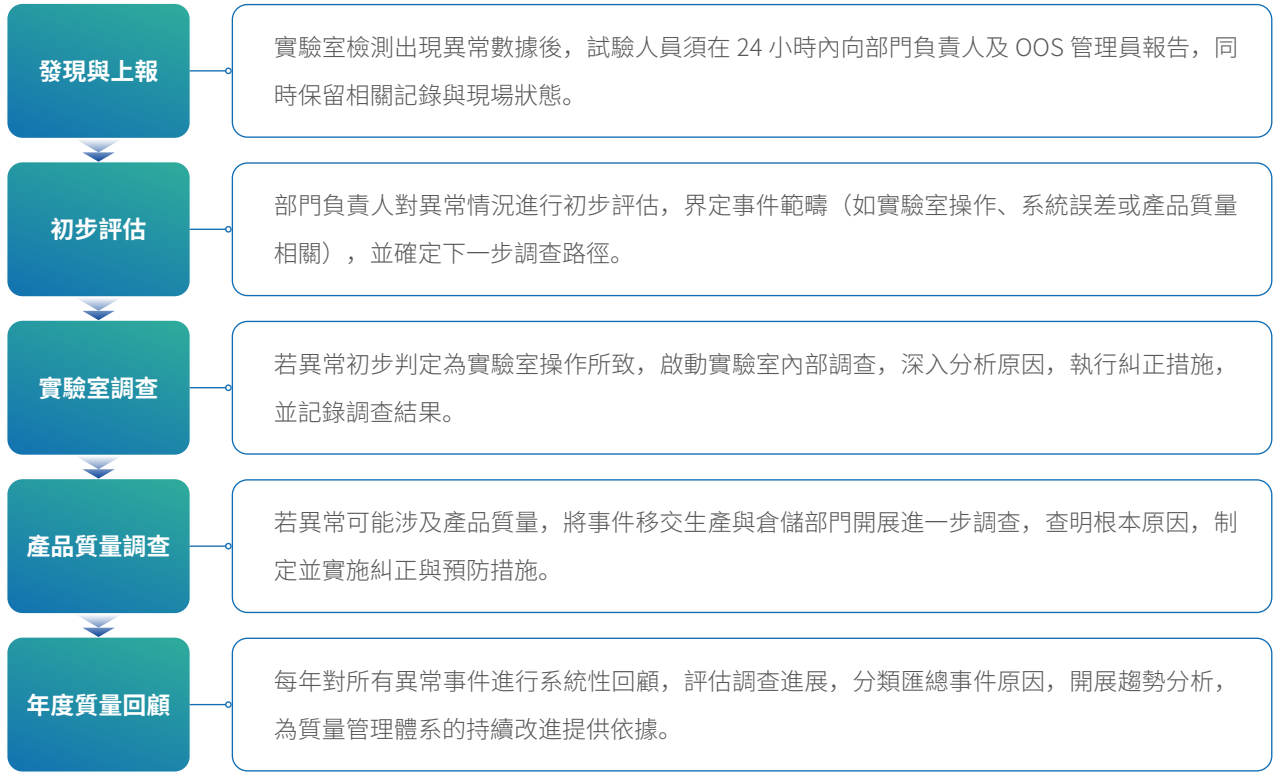 發現與上報
實驗室檢測出現異常數據後，試驗人員須在 24 小時內向部門負責人及 OOS 管理員報告，同
時保留相關記錄與現場狀態。
初步評估
部門負責人對異常情況進行初步評估，界定事件範疇（如實驗室操作、系統誤差或產品質量
相關），並確定下一步調查路徑。
實驗室調查
若異常初步判定為實驗室操作所致，啟動實驗室內部調查，深入分析原因，執行糾正措施，
並記錄調查結果。
產品質量調查
若異常可能涉及產品質量，將事件移交生產與倉儲部門開展進一步調查，查明根本原因，制
定並實施糾正與預防措施。
年度質量回顧
每年對所有異常事件進行系統性回顧，評估調查進展，分類匯總事件原因，開展趨勢分析，
為質量管理體系的持續改進提供依據。